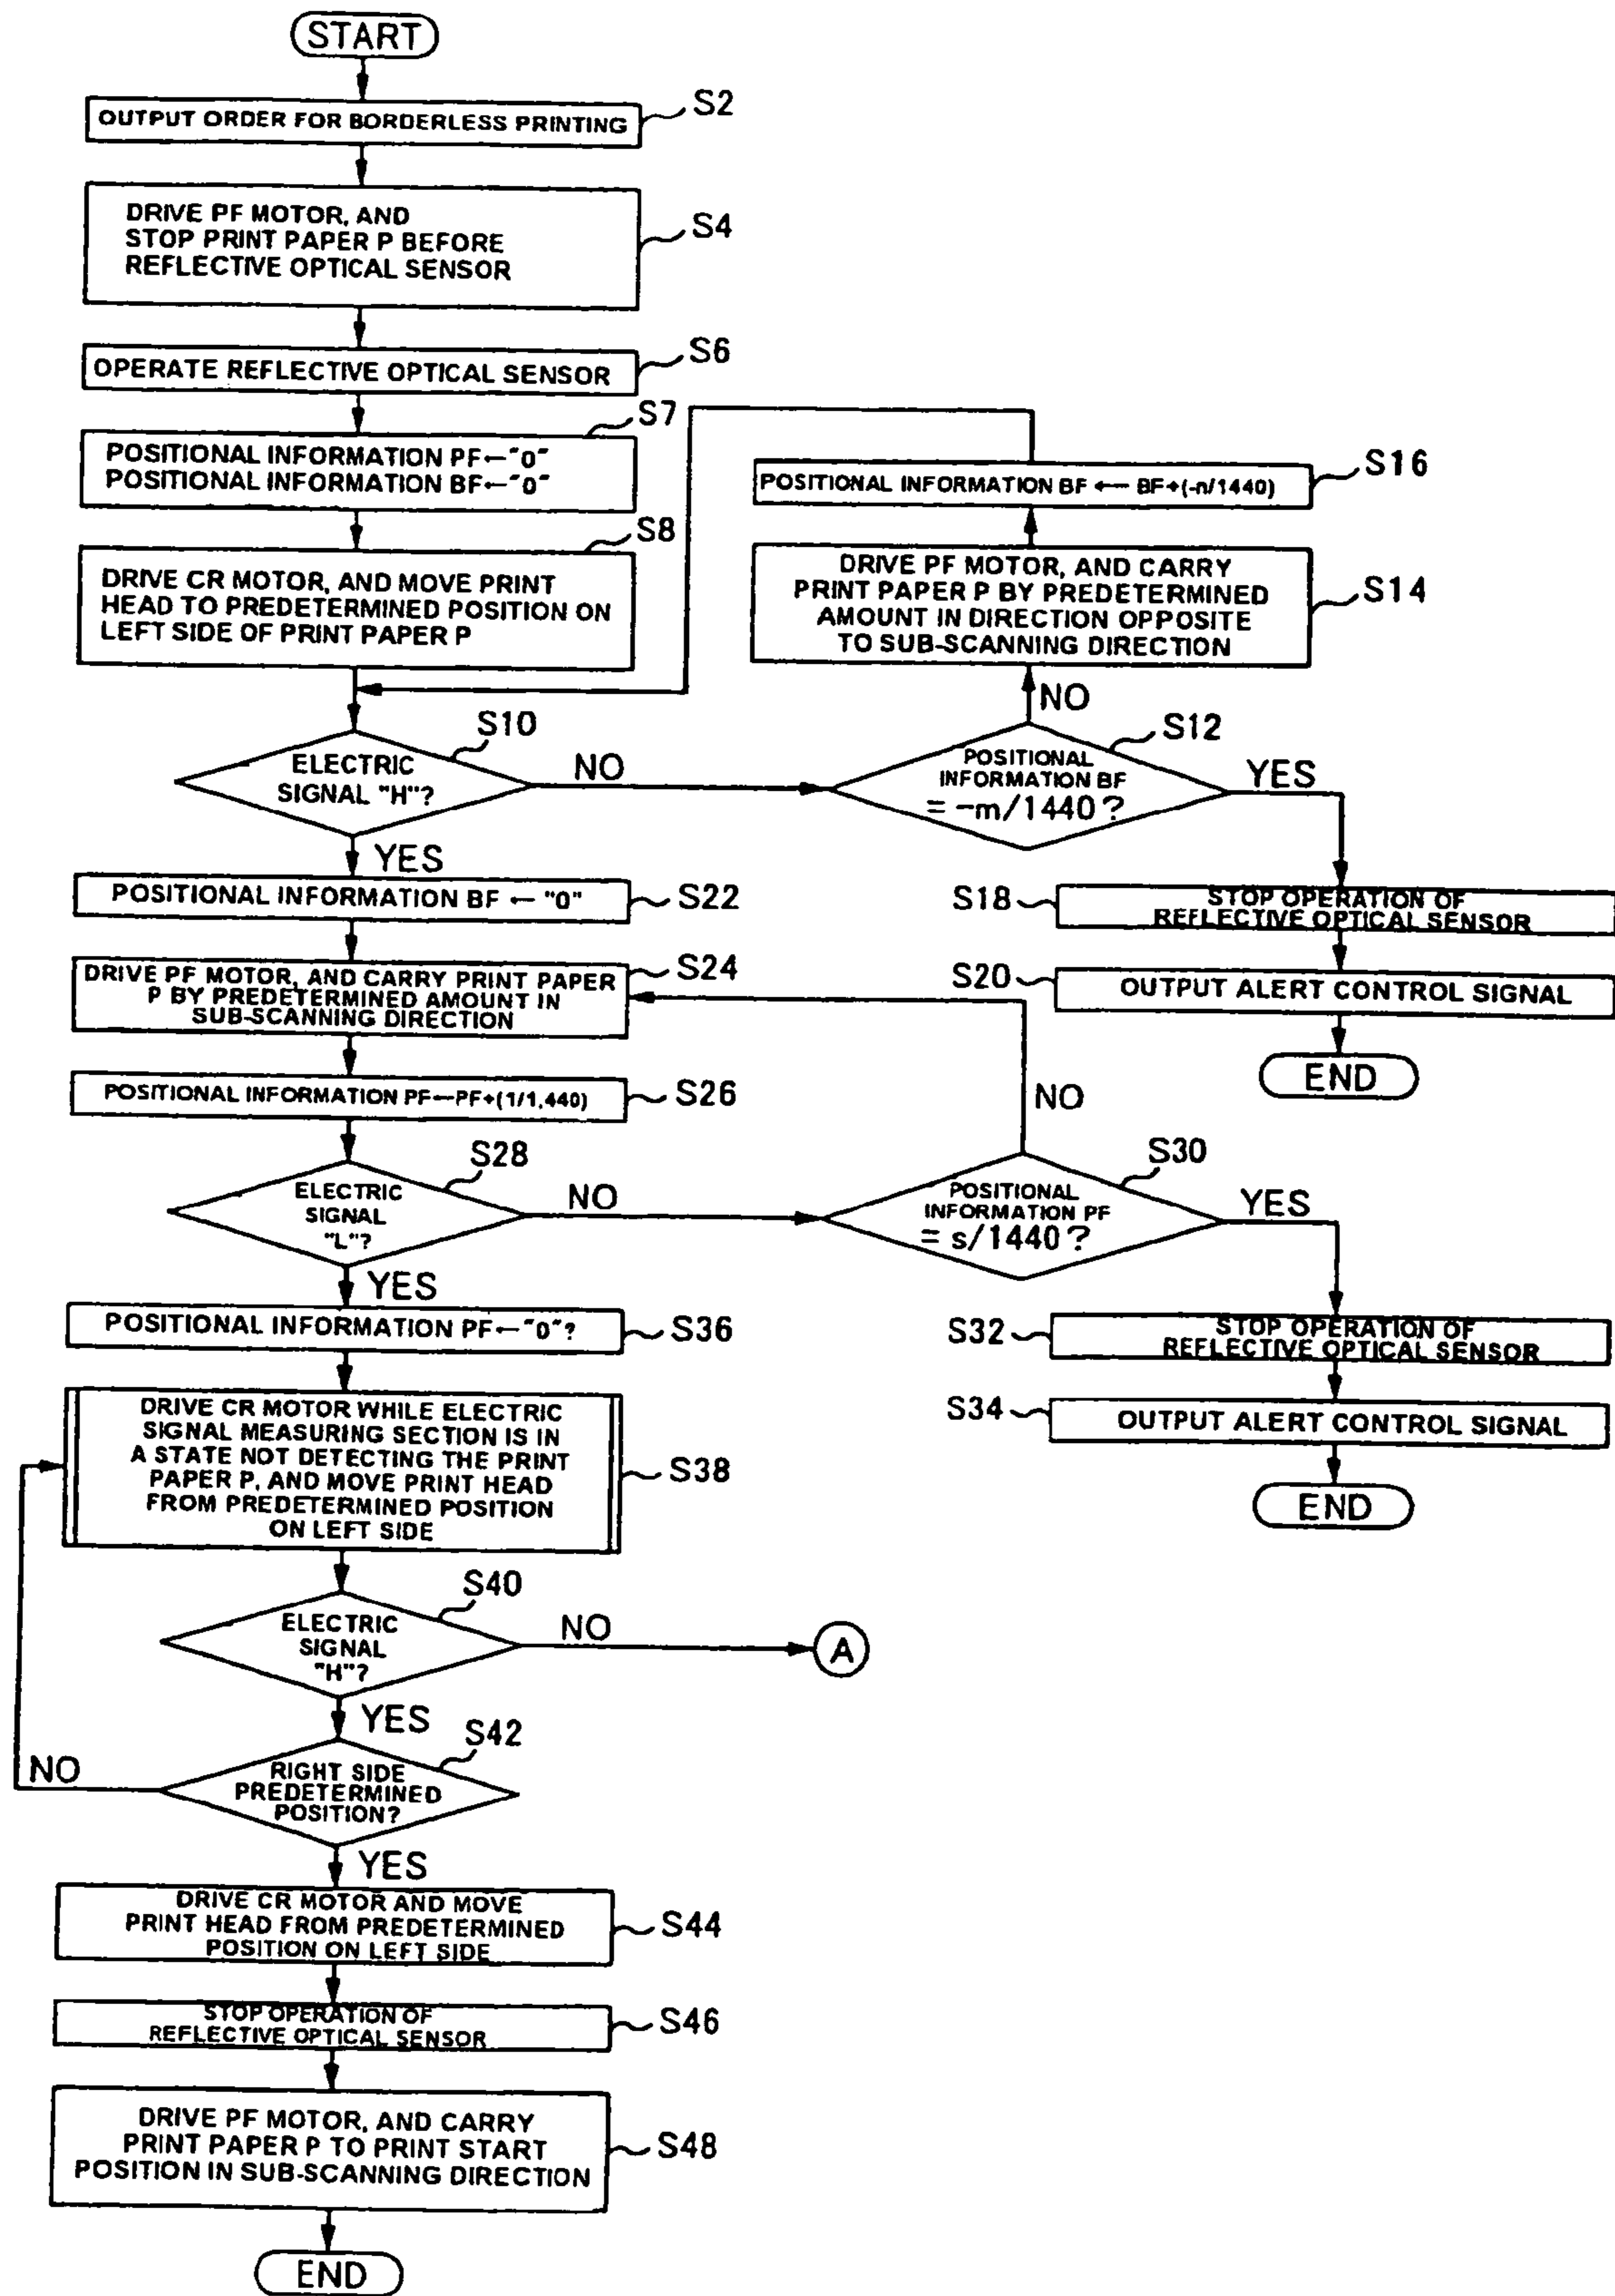 START
OUTPUT ORDER FOR BORDERLESS PRINTING
S2
DRIVE PF MOTOR, AND
STOP PRINT PAPER P BEFORE
REFLECTIVE OPTICAL SENSOR
S4
OPERATE REFLECTIVE OPTICAL SENSOR
S6
S7
POSITIONAL INFORMATION PF←"0"
POSITIONAL INFORMATION BF←"0"
S8
DRIVE CR MOTOR, AND MOVE PRINT
HEAD TO PREDETERMINED POSITION ON
LEFT SIDE OF PRINT PAPER P
POSITIONAL INFORMATION BF ← BF+(-n/1440)
S16
DRIVE PF MOTOR, AND CARRY
PRINT PAPER P BY PREDETERMINED
AMOUNT IN DIRECTION OPPOSITE
TO SUB-SCANNING DIRECTION
S14
NO
S10
ELECTRIC
SIGNAL "H"?
NO
S12
POSITIONAL
INFORMATION BF
= -m/1440?
YES
YES
POSITIONAL INFORMATION BF ← "0"
S22
S18
STOP OPERATION OF
REFLECTIVE OPTICAL SENSOR
S20
OUTPUT ALERT CONTROL SIGNAL
END
DRIVE PF MOTOR, AND CARRY PRINT PAPER
P BY PREDETERMINED AMOUNT IN
SUB-SCANNING DIRECTION
S24
POSITIONAL INFORMATION PF←PF+(1/1,440)
S26
NO
S28
ELECTRIC
SIGNAL
"L"?
NO
S30
POSITIONAL
INFORMATION PF
= s/1440?
YES
YES
POSITIONAL INFORMATION PF←"0"?
S36
S32
STOP OPERATION OF
REFLECTIVE OPTICAL SENSOR
S34
OUTPUT ALERT CONTROL SIGNAL
END
DRIVE CR MOTOR WHILE ELECTRIC
SIGNAL MEASURING SECTION IS IN
A STATE NOT DETECTING THE PRINT
PAPER P, AND MOVE PRINT HEAD
FROM PREDETERMINED POSITION
ON LEFT SIDE
S38
S40
ELECTRIC
SIGNAL
"H"?
NO
A
YES
S42
RIGHT SIDE
PREDETERMINED
POSITION?
NO
YES
DRIVE CR MOTOR AND MOVE
PRINT HEAD FROM PREDETERMINED
POSITION ON LEFT SIDE
S44
STOP OPERATION OF
REFLECTIVE OPTICAL SENSOR
S46
DRIVE PF MOTOR, AND CARRY
PRINT PAPER P TO PRINT START
POSITION IN SUB-SCANNING DIRECTION
S48
END